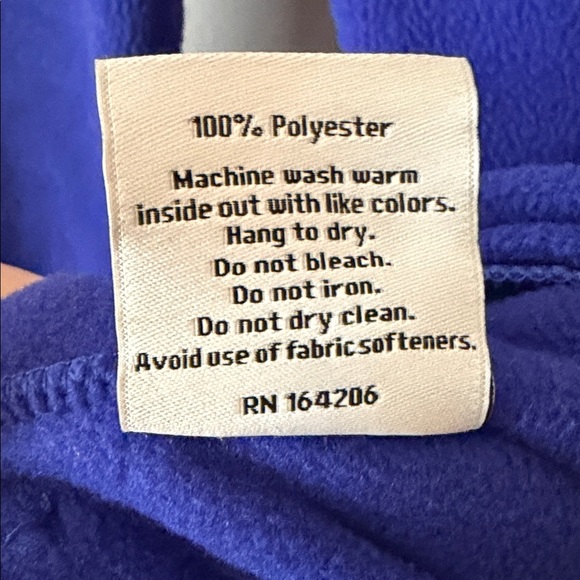 100% Polyester
Machine wash warm
inside out with like colors.
Hang to dry.
Do not bleach.
Do not iron.
Do not dry clean.
Avoid use of fabric softeners.
RN 164206